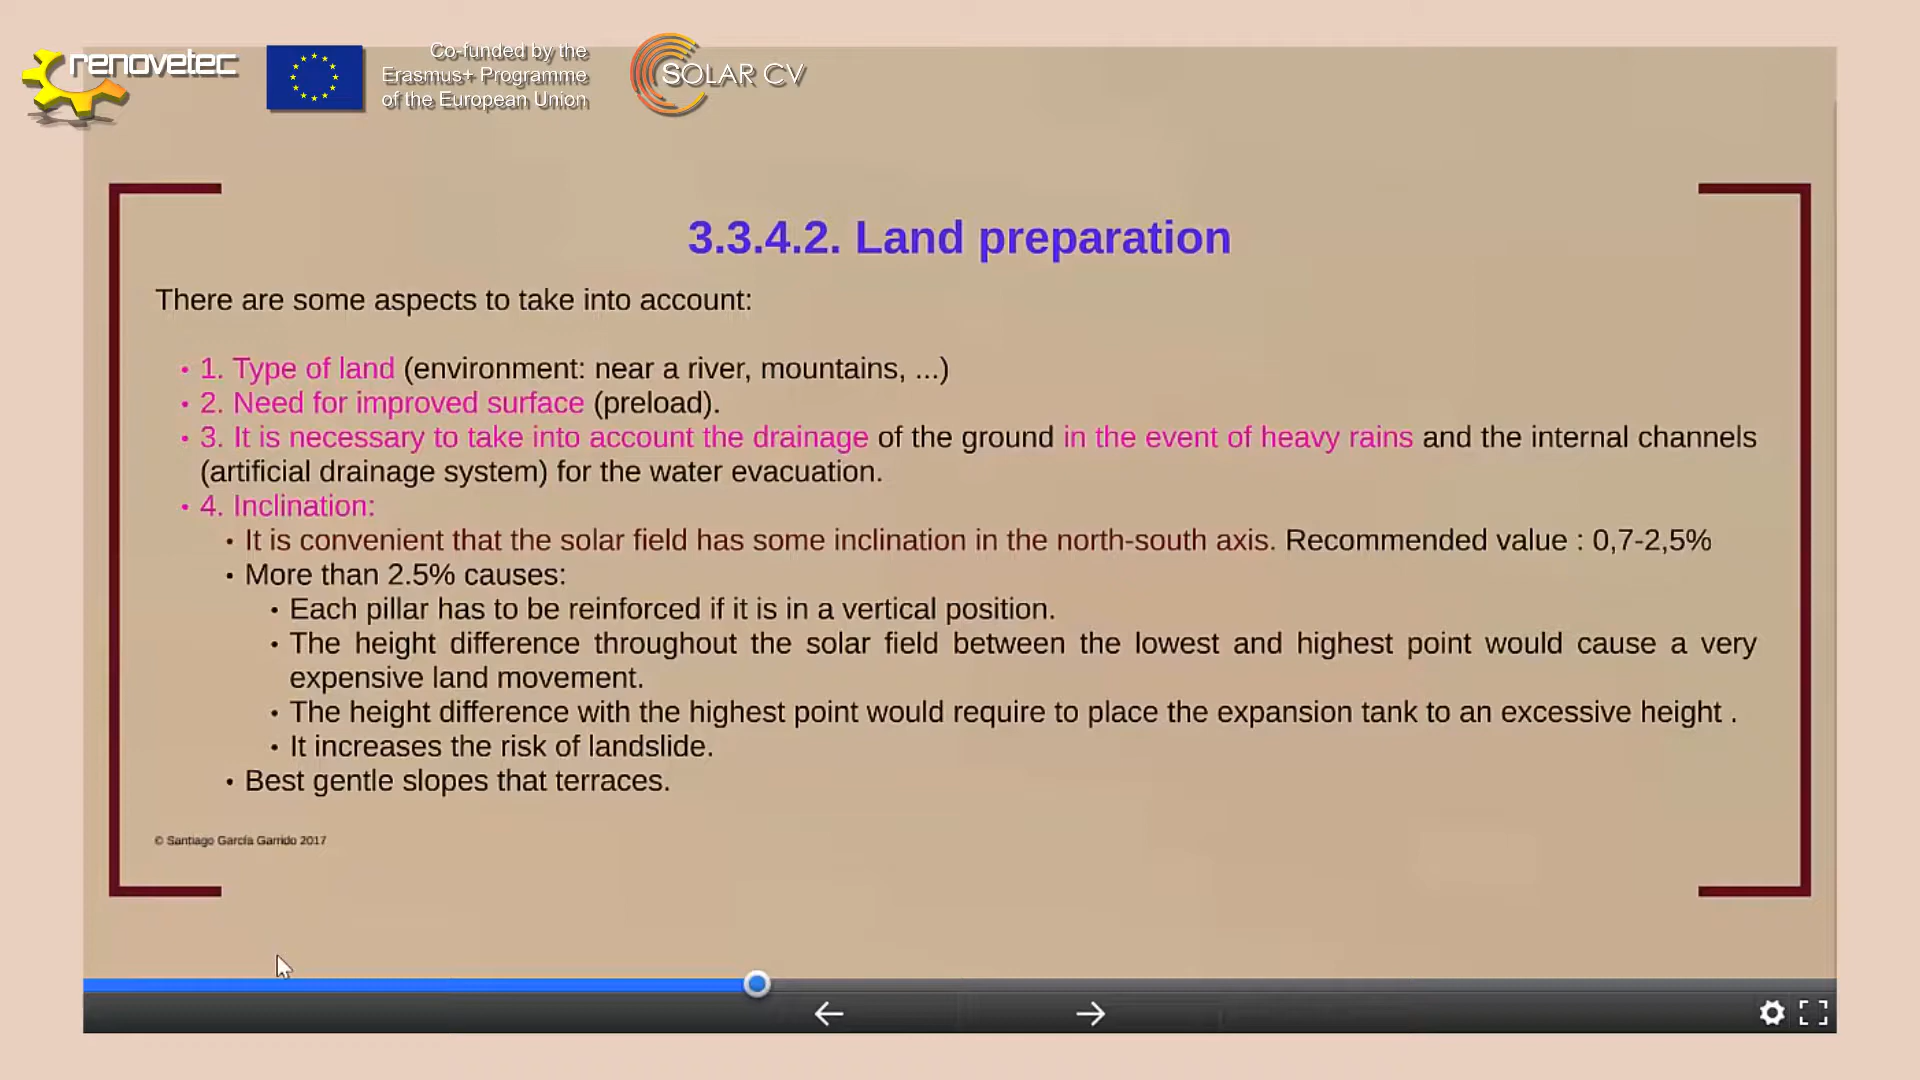 renovetec
Co-funded by the
Erasmus+ Programme
of the European Union
SOLAR CV
3.3.4.2. Land preparation
There are some aspects to take into account:
• 1. Type of land (environment: near a river, mountains, ...)
• 2. Need for improved surface (preload).
• 3. It is necessary to take into account the drainage of the ground in the event of heavy rains and the internal channels
(artificial drainage system) for the water evacuation.
• 4. Inclination:
• It is convenient that the solar field has some inclination in the north-south axis. Recommended value : 0,7-2,5%
• More than 2.5% causes:
• Each pillar has to be reinforced if it is in a vertical position.
• The height difference throughout the solar field between the lowest and highest point would cause a very
expensive land movement.
• The height difference with the highest point would require to place the expansion tank to an excessive height .
• It increases the risk of landslide.
• Best gentle slopes that terraces.
© Santiago García Garrido 2017